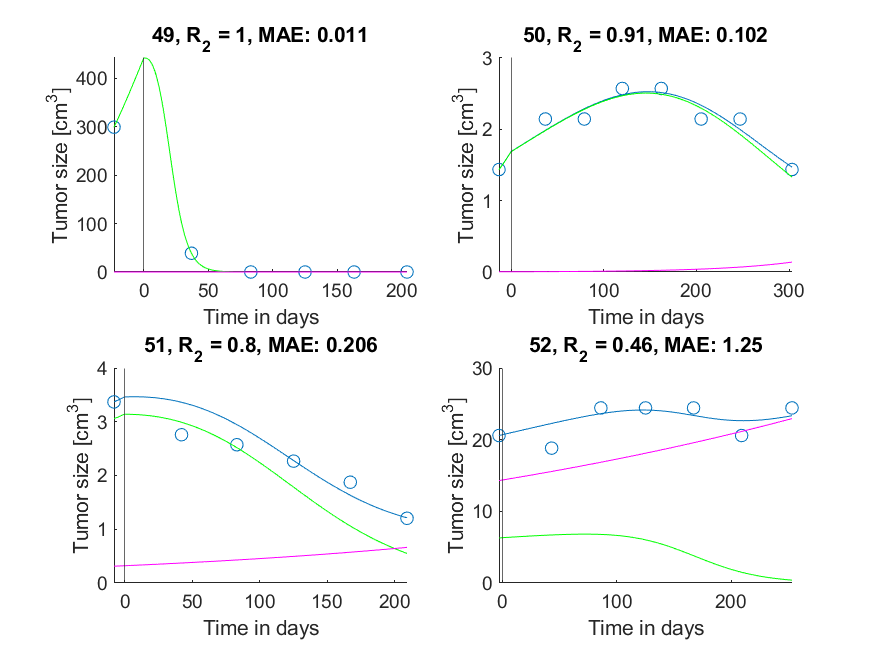 49, R₂ = 1, MAE: 0.011
Tumor size [cm³]
400
300
200
100
0
0 50 100 150 200
Time in days
50, R₂ = 0.91, MAE: 0.102
Tumor size [cm³]
3
2
1
0
0 100 200 300
Time in days
51, R₂ = 0.8, MAE: 0.206
Tumor size [cm³]
4
3
2
1
0
0 50 100 150 200
Time in days
52, R₂ = 0.46, MAE: 1.25
Tumor size [cm³]
30
20
10
0
0 100 200
Time in days